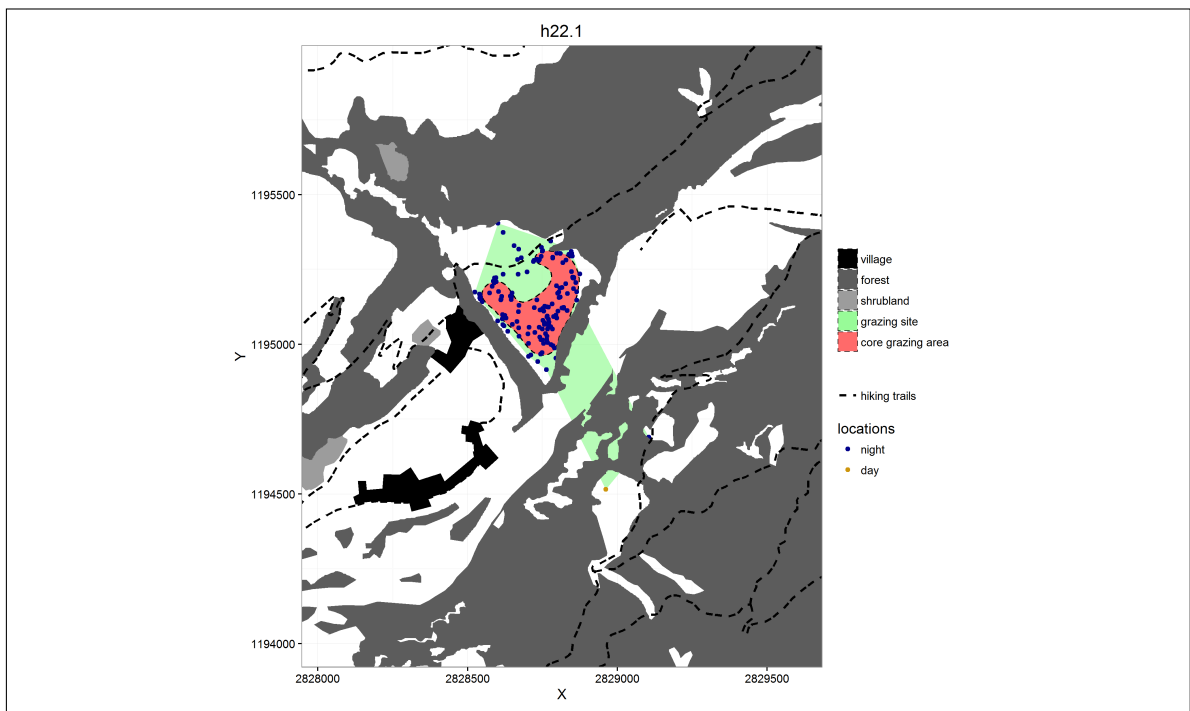 h22.1
1195500
1195000
1194500
1194000
Y
2828000 2828500 2829000 2829500
X
village
forest
shrubland
grazing site
core grazing area
hiking trails
locations
night
day